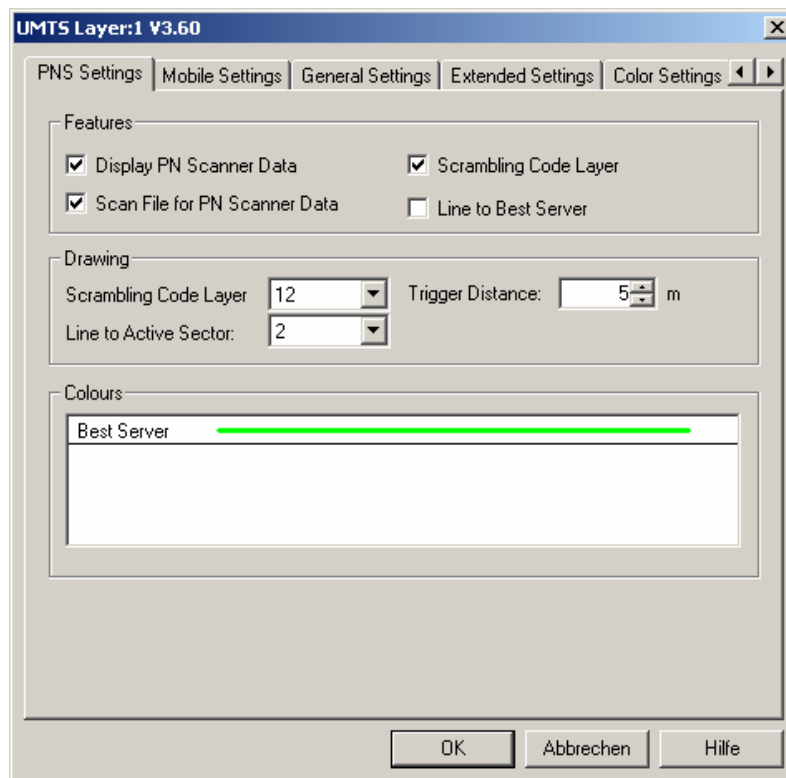 UMTS Layer:1 V3.60
PNS Settings Mobile Settings General Settings Extended Settings Color Settings
Features
Display PN Scanner Data Scrambling Code Layer
Scan File for PN Scanner Data Line to Best Server
Drawing
Scrambling Code Layer 12 Trigger Distance: 5 m
Line to Active Sector: 2
Colours
Best Server
OK Abbrechen Hilfe